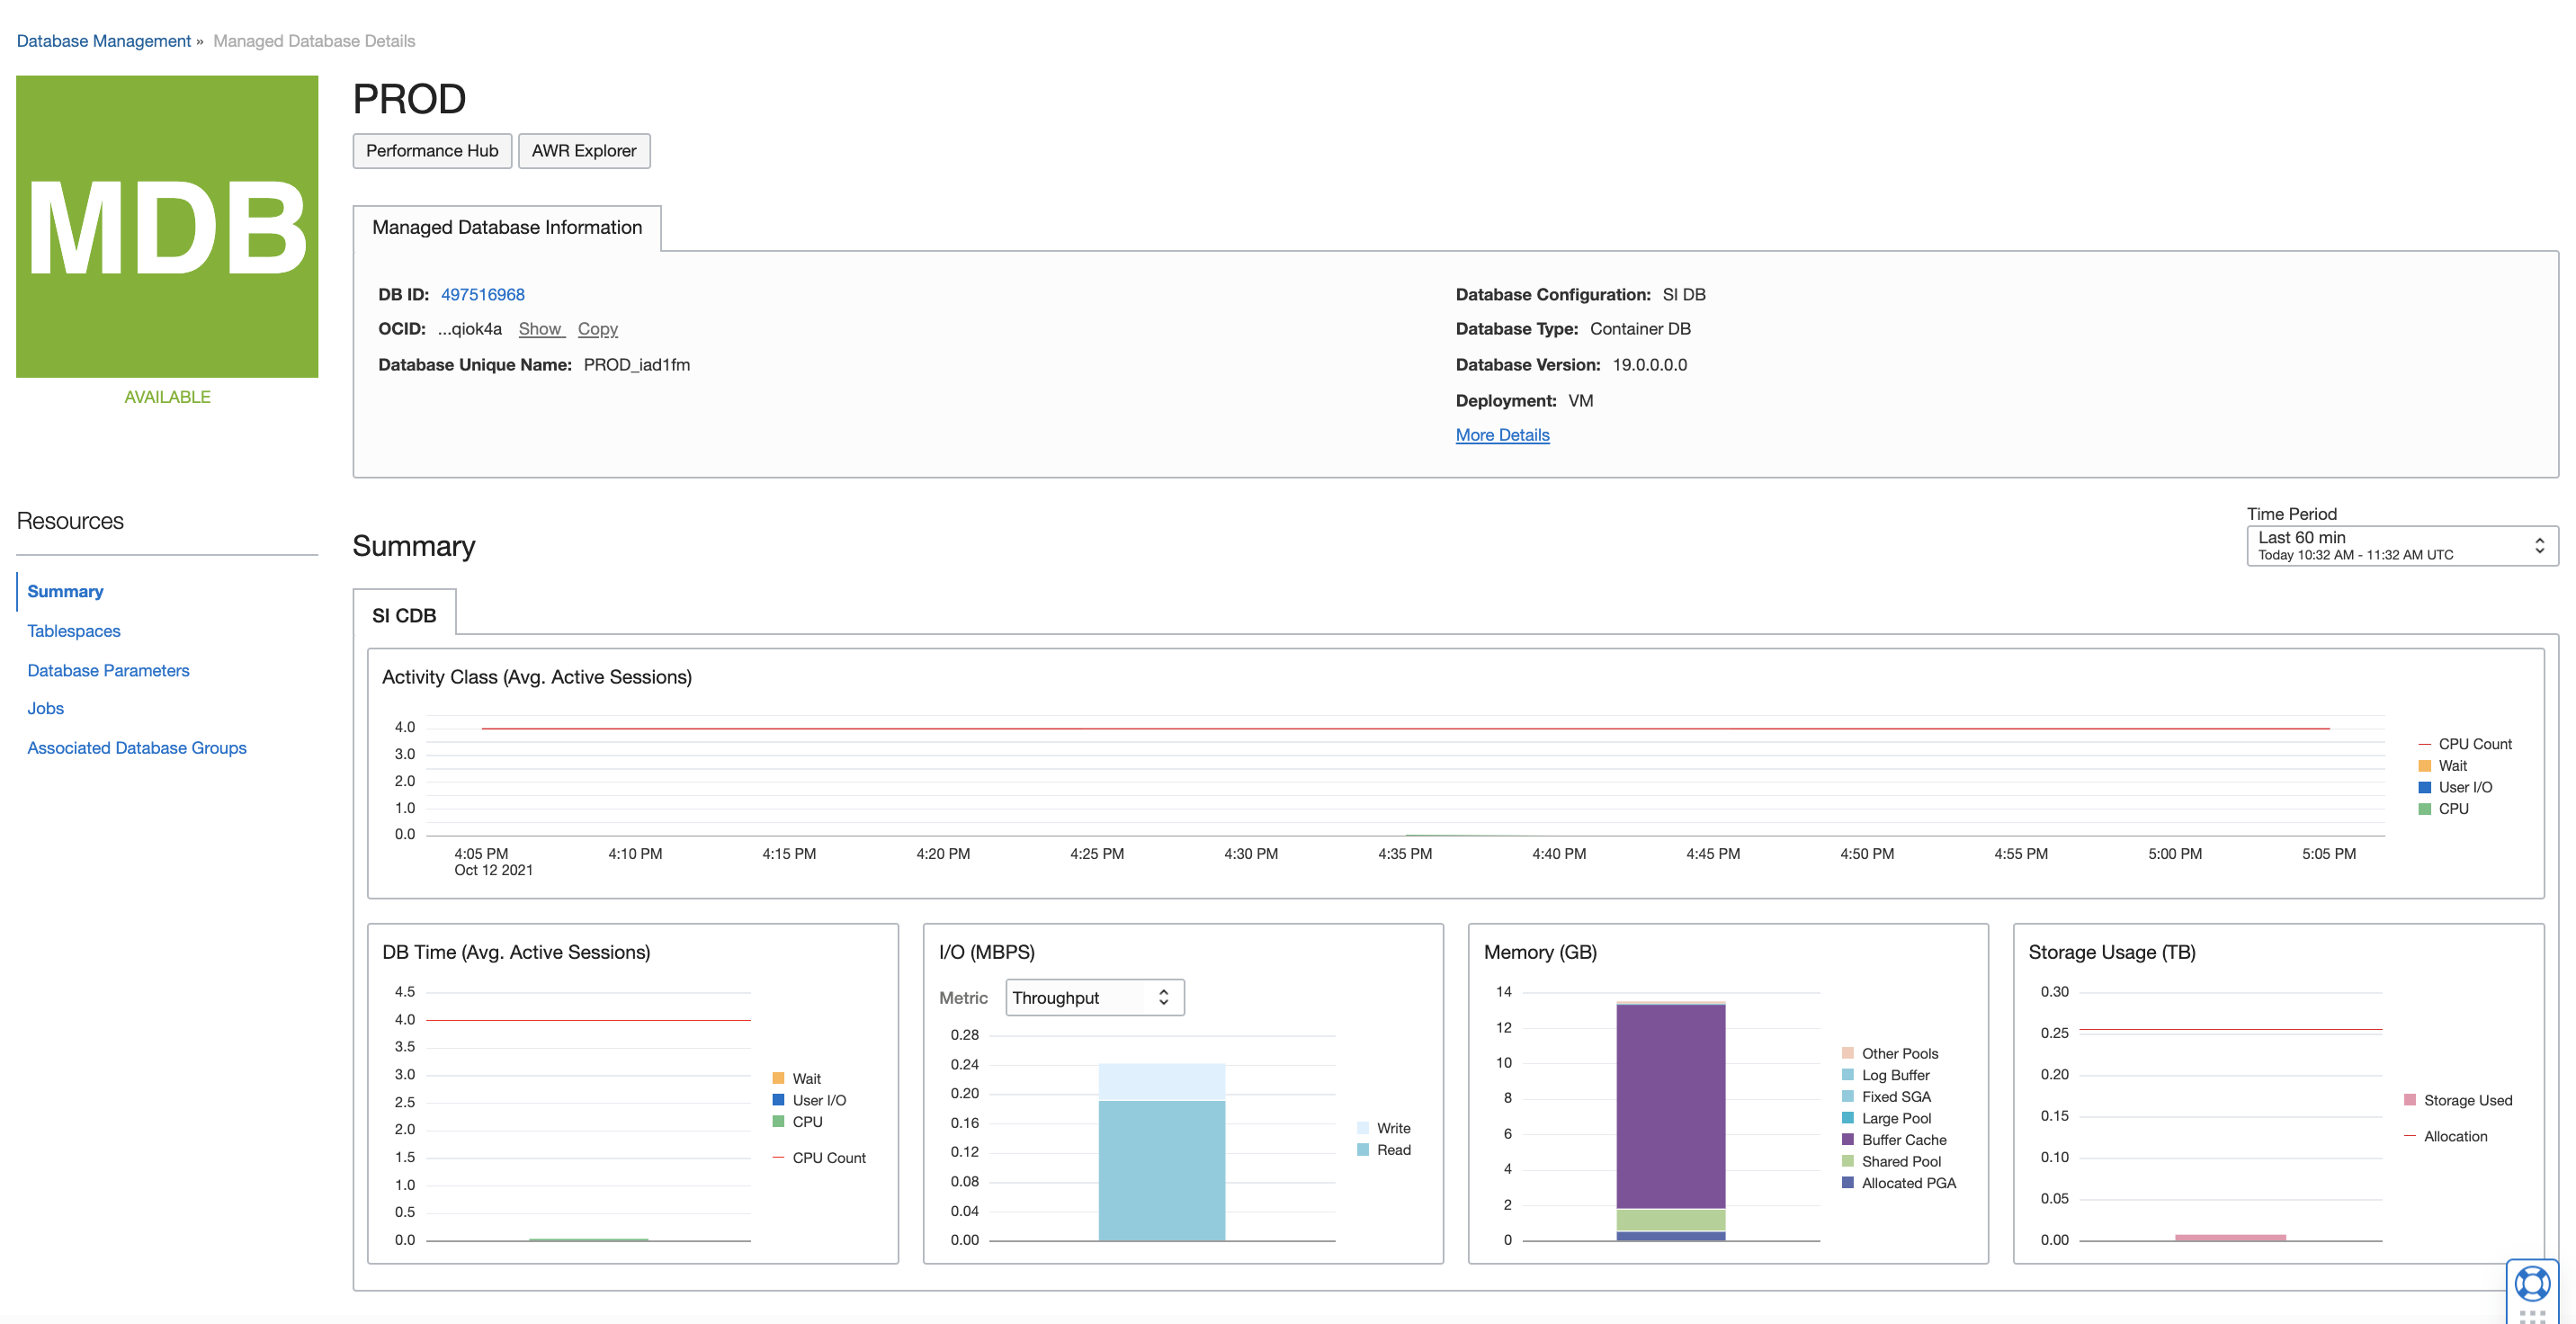 Database Management » Managed Database Details
MDB
AVAILABLE
PROD
Performance Hub AWR Explorer
Managed Database Information
DB ID: 497516968
OCID: ...qiok4a Show Copy
Database Unique Name: PROD_iad1fm
Database Configuration: SI DB
Database Type: Container DB
Database Version: 19.0.0.0.0
Deployment: VM
More Details
Resources
Summary
Tablespaces
Database Parameters
Jobs
Associated Database Groups
Summary
Time Period
Last 60 min
Today 10:32 AM - 11:32 AM UTC
SI CDB
Activity Class (Avg. Active Sessions)
4.0
3.0
2.0
1.0
0.0
4:05 PM 4:10 PM 4:15 PM 4:20 PM 4:25 PM 4:30 PM 4:35 PM 4:40 PM 4:45 PM 4:50 PM 4:55 PM 5:00 PM 5:05 PM
Oct 12 2021
CPU Count
Wait
User I/O
CPU
DB Time (Avg. Active Sessions)
4.5
4.0
3.5
3.0
2.5
2.0
1.5
1.0
0.5
0.0
Wait
User I/O
CPU
CPU Count
I/O (MBPS)
Metric Throughput
0.28
0.24
0.20
0.16
0.12
0.08
0.04
0.00
Write
Read
Memory (GB)
14
12
10
8
6
4
2
0
Other Pools
Log Buffer
Fixed SGA
Large Pool
Buffer Cache
Shared Pool
Allocated PGA
Storage Usage (TB)
0.30
0.25
0.20
0.15
0.10
0.05
0.00
Storage Used
Allocation